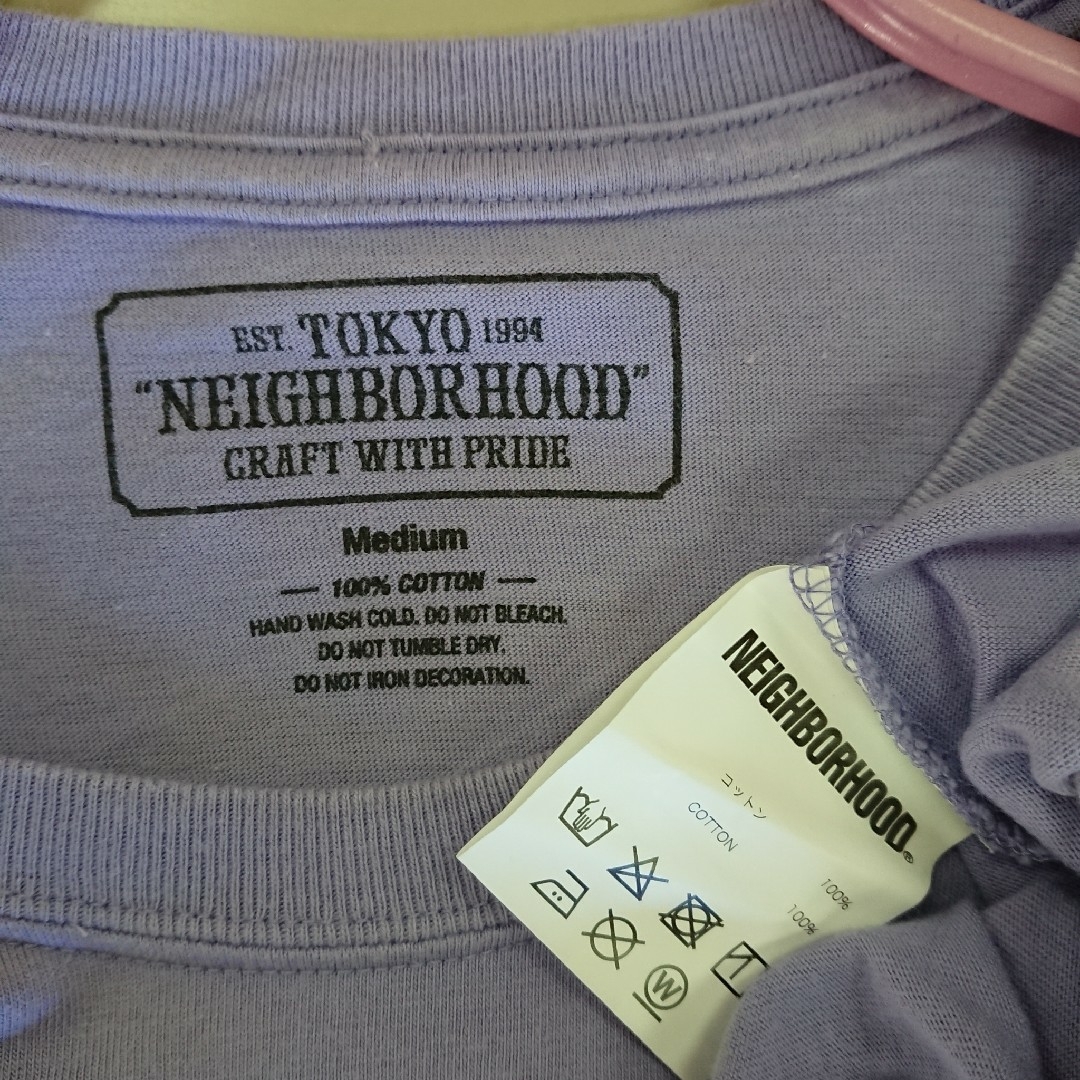 EST. TOKYO 1994
"NEIGHBORHOOD"
CRAFT WITH PRIDE
Medium
— 100% COTTON —
HAND WASH COLD. DO NOT BLEACH.
DO NOT TUMBLE DRY.
DO NOT IRON DECORATION.
NEIGHBORHOOD®
コットン 100%
COTTON 100%
W